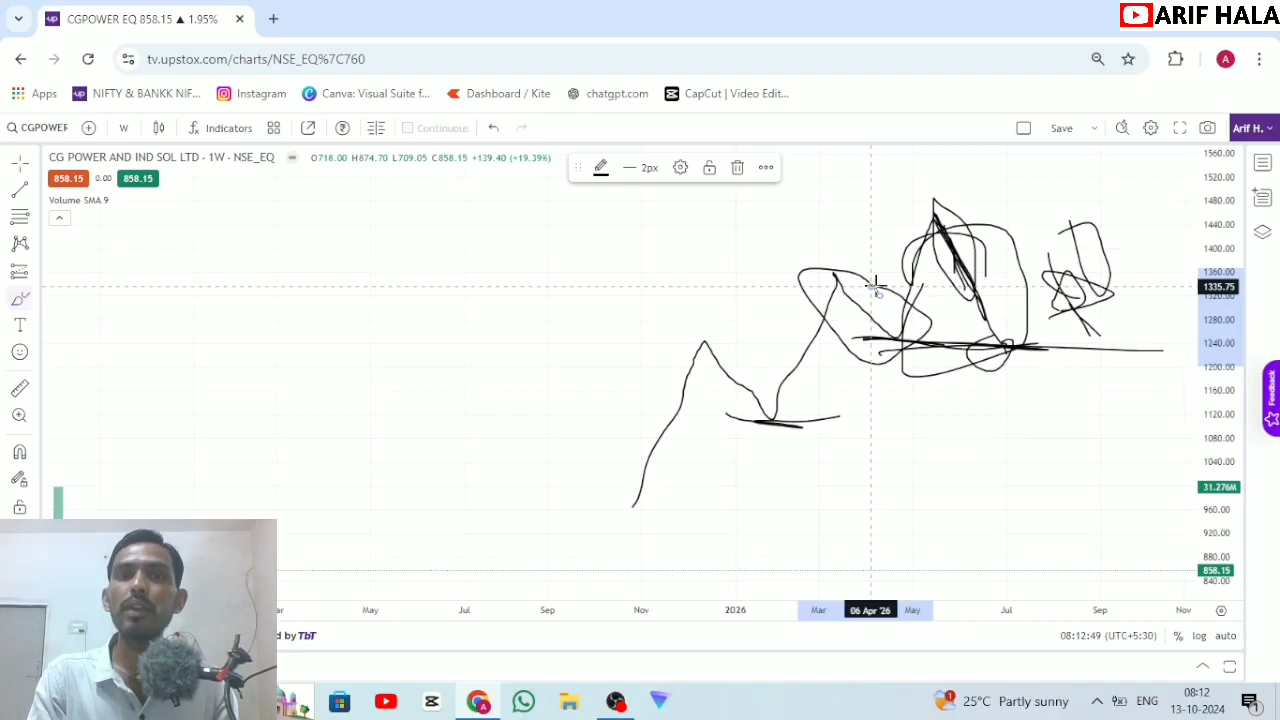 CGPOWER EQ 858.15 ▲ 1.95%
ARIF HALA
tv.upstox.com/charts/NSE_EQ%7C760
A
Apps
NIFTY & BANKK NIF...
Instagram
Canva: Visual Suite f...
Dashboard / Kite
chatgpt.com
CapCut | Video Edit...
CGPOWER
W
Indicators
Continuous
Save
Arif H.
CG POWER AND IND SOL LTD · 1W · NSE_EQ
O718.00 H874.70 L709.05 C858.15 +139.40 (+19.39%)
2px
858.15
0.00
858.15
Volume SMA 9
1560.00
1520.00
1480.00
1440.00
1400.00
1360.00
1335.75
1320.00
1280.00
1240.00
1200.00
1160.00
1120.00
1080.00
1040.00
31.276M
960.00
920.00
880.00
858.15
840.00
Feedback
May
Jul
Sep
Nov
2026
Mar
06 Apr '26
May
Jul
Sep
Nov
TbT
08:12:49 (UTC+5:30)
%
log
auto
25°C Partly sunny
ENG
08:12
13-10-2024